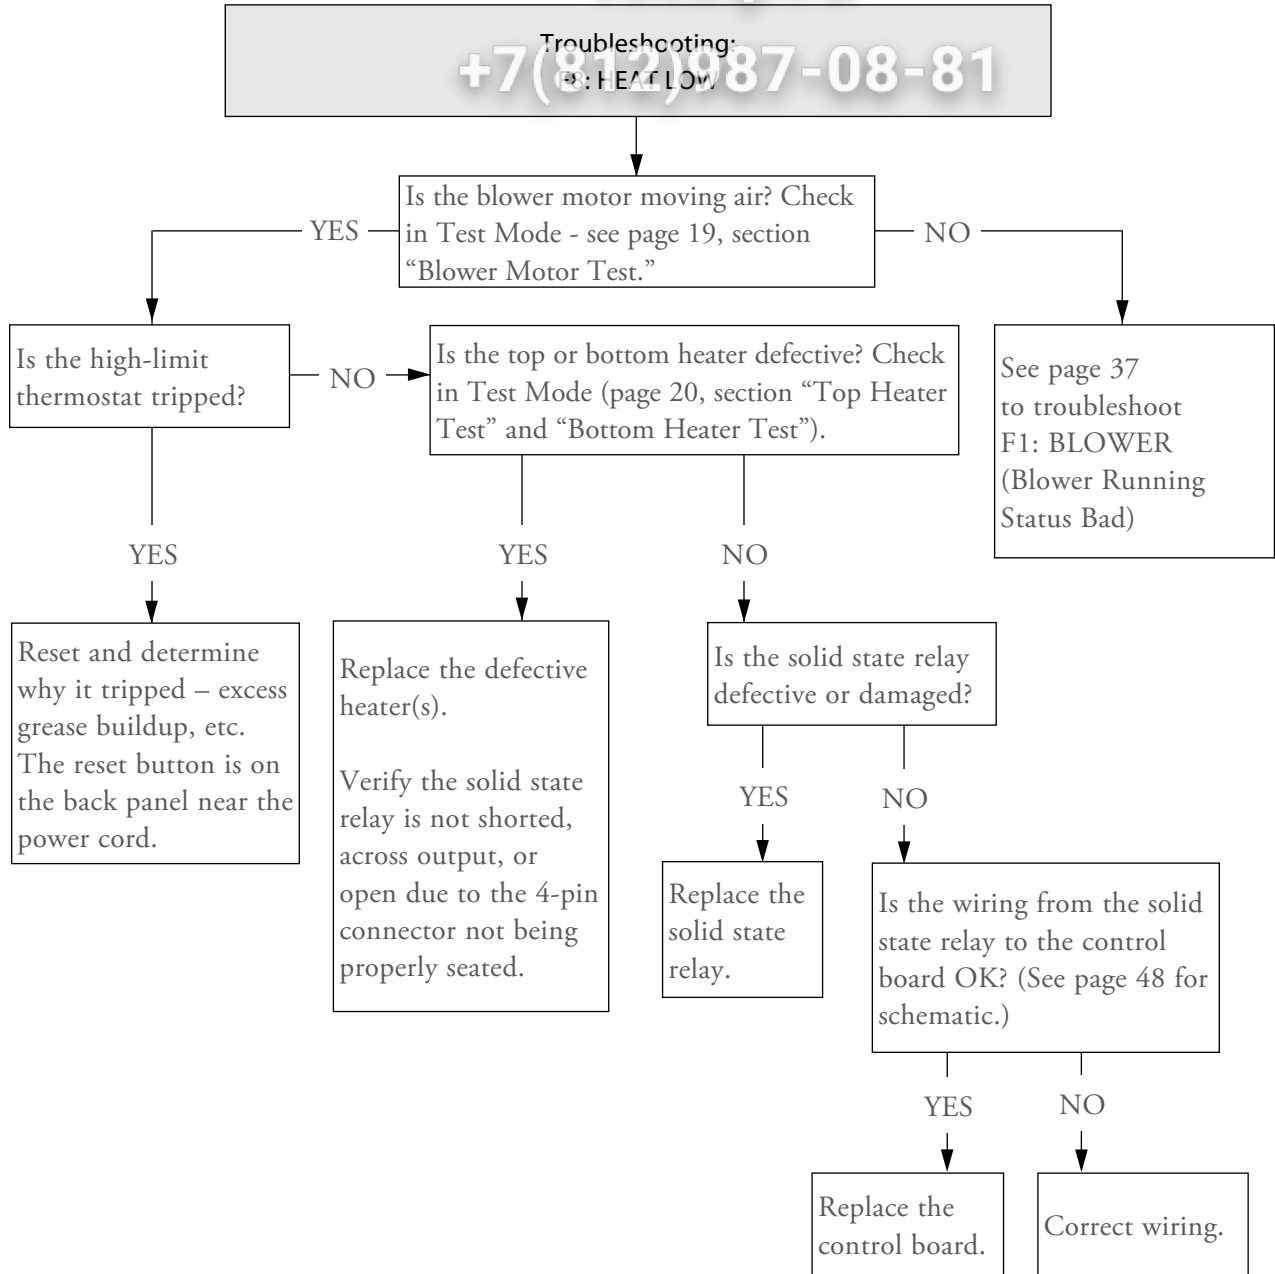 Troubleshooting:
F8: HEAT LOW
+7(812)987-08-81
Is the blower motor moving air? Check
in Test Mode - see page 19, section
“Blower Motor Test.”
YES
NO
Is the high-limit
thermostat tripped?
NO
Is the top or bottom heater defective? Check
in Test Mode (page 20, section “Top Heater
Test” and “Bottom Heater Test”).
See page 37
to troubleshoot
F1: BLOWER
(Blower Running
Status Bad)
YES
YES
NO
Reset and determine
why it tripped – excess
grease buildup, etc.
The reset button is on
the back panel near the
power cord.
Replace the defective
heater(s).
Verify the solid state
relay is not shorted,
across output, or
open due to the 4-pin
connector not being
properly seated.
Is the solid state relay
defective or damaged?
YES
NO
Replace the
solid state
relay.
Is the wiring from the solid
state relay to the control
board OK? (See page 48 for
schematic.)
YES
NO
Replace the
control board.
Correct wiring.